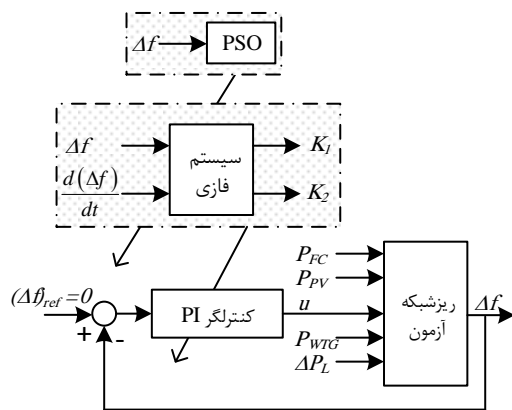 Δf
PSO
Δf
d(Δf)
dt
سیستم
فازی
K1
K2
(Δf)ref =0
+
-
کنترلگر PI
u
PFC
PPV
PWTG
ΔPL
ریزشبکه
آزمون
Δf